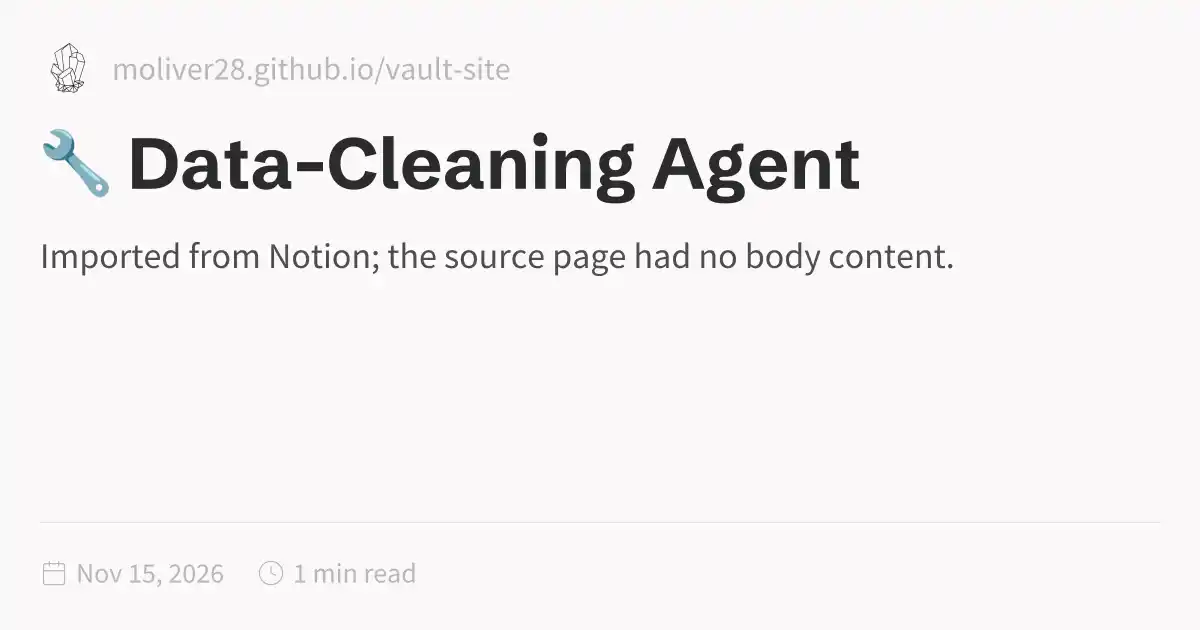 moliver28.github.io/vault-site
🔧 Data-Cleaning Agent
Imported from Notion; the source page had no body content.
Nov 15, 2026 1 min read